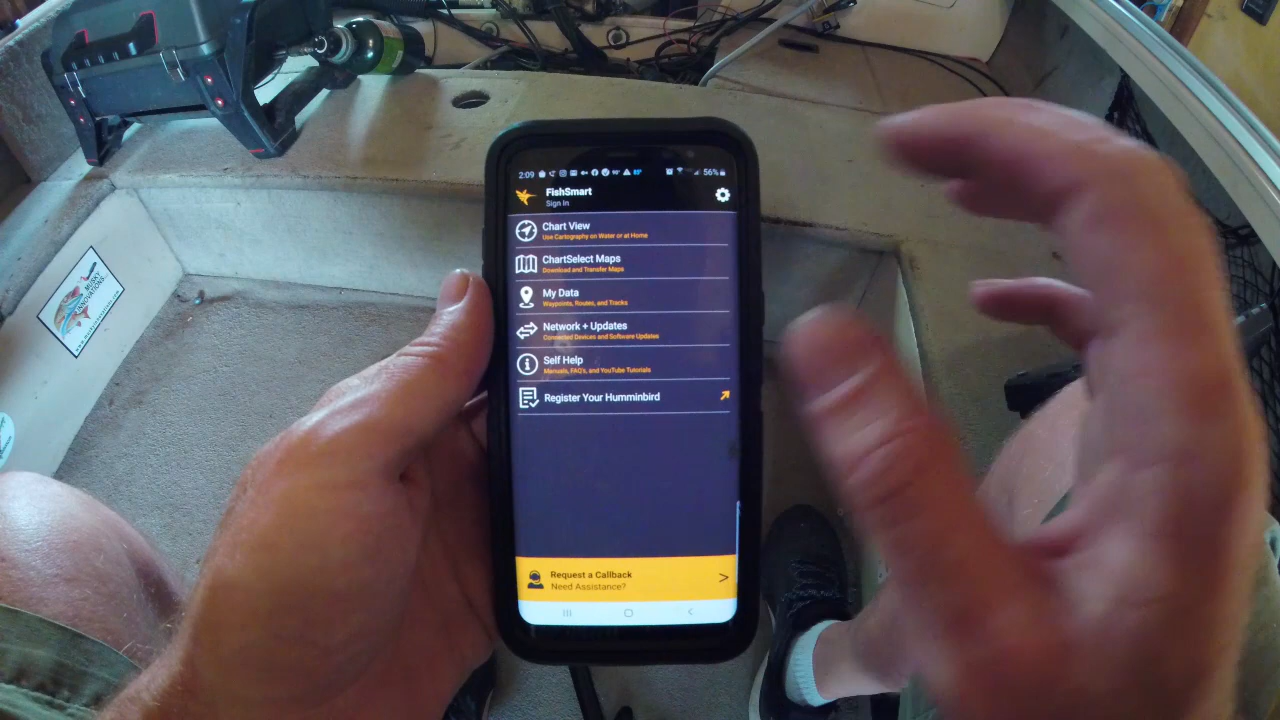 2:09
56%
FishSmart
Sign In
Chart View
Use Cartography on Water or at Home
ChartSelect Maps
Download and Transfer Maps
My Data
Waypoints, Routes, and Tracks
Network + Updates
Connected Devices and Software Updates
Self Help
Manuals, FAQ's, and YouTube Tutorials
Register Your Humminbird
Request a Callback
Need Assistance?
>
MUSKY
INNOVATIONS